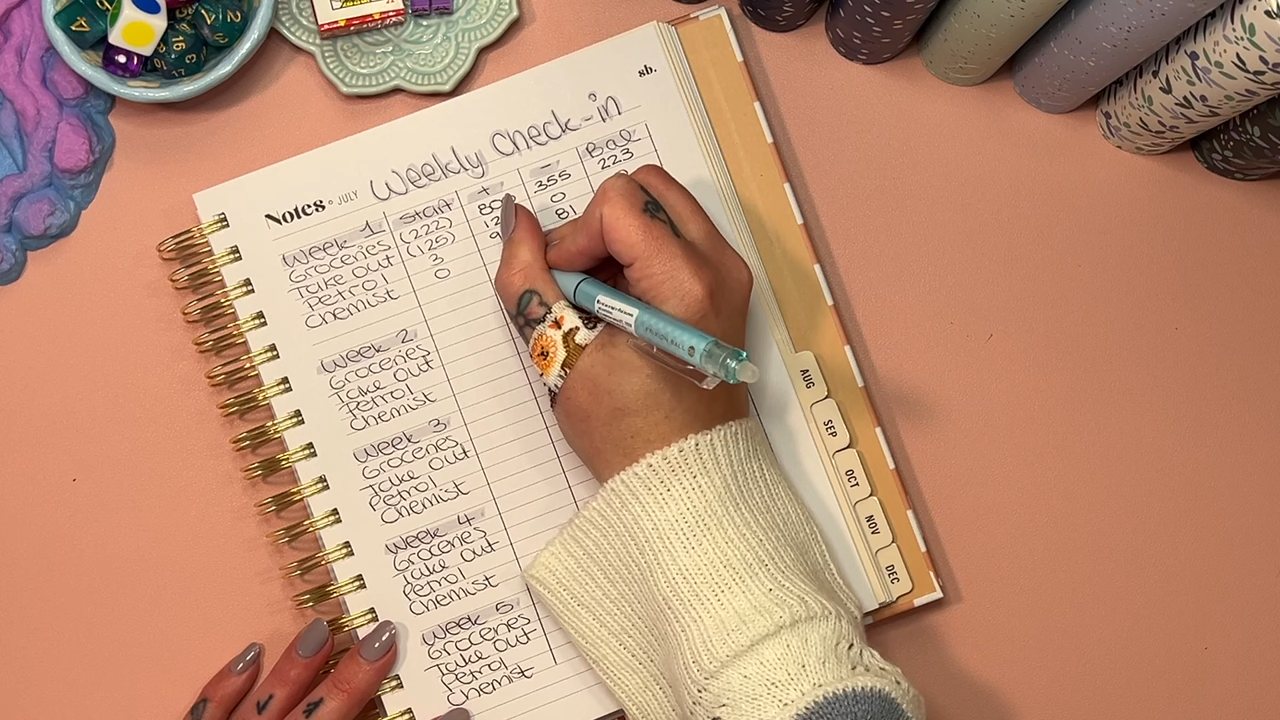 8b.
Notes JULY Weekly Check-in
Week 1 Start + - Bal
Groceries (222) 355 223
Take Out (125) 0
Petrol 3 81
Chemist 0
Week 2
Groceries
Take Out
Petrol
Chemist
Week 3
Groceries
Take Out
Petrol
Chemist
Week 4
Groceries
Take Out
Petrol
Chemist
Week 5
Groceries
Take Out
Petrol
Chemist
AUG
SEP
OCT
NOV
DEC